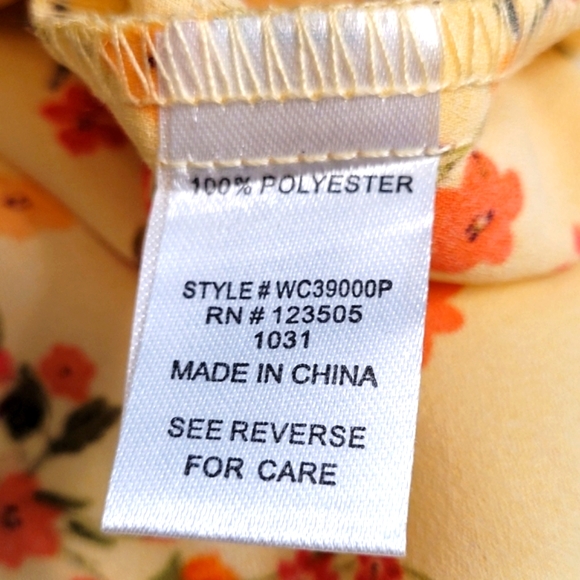 100% POLYESTER
STYLE # WC39000P
RN # 123505
1031
MADE IN CHINA
SEE REVERSE
FOR CARE